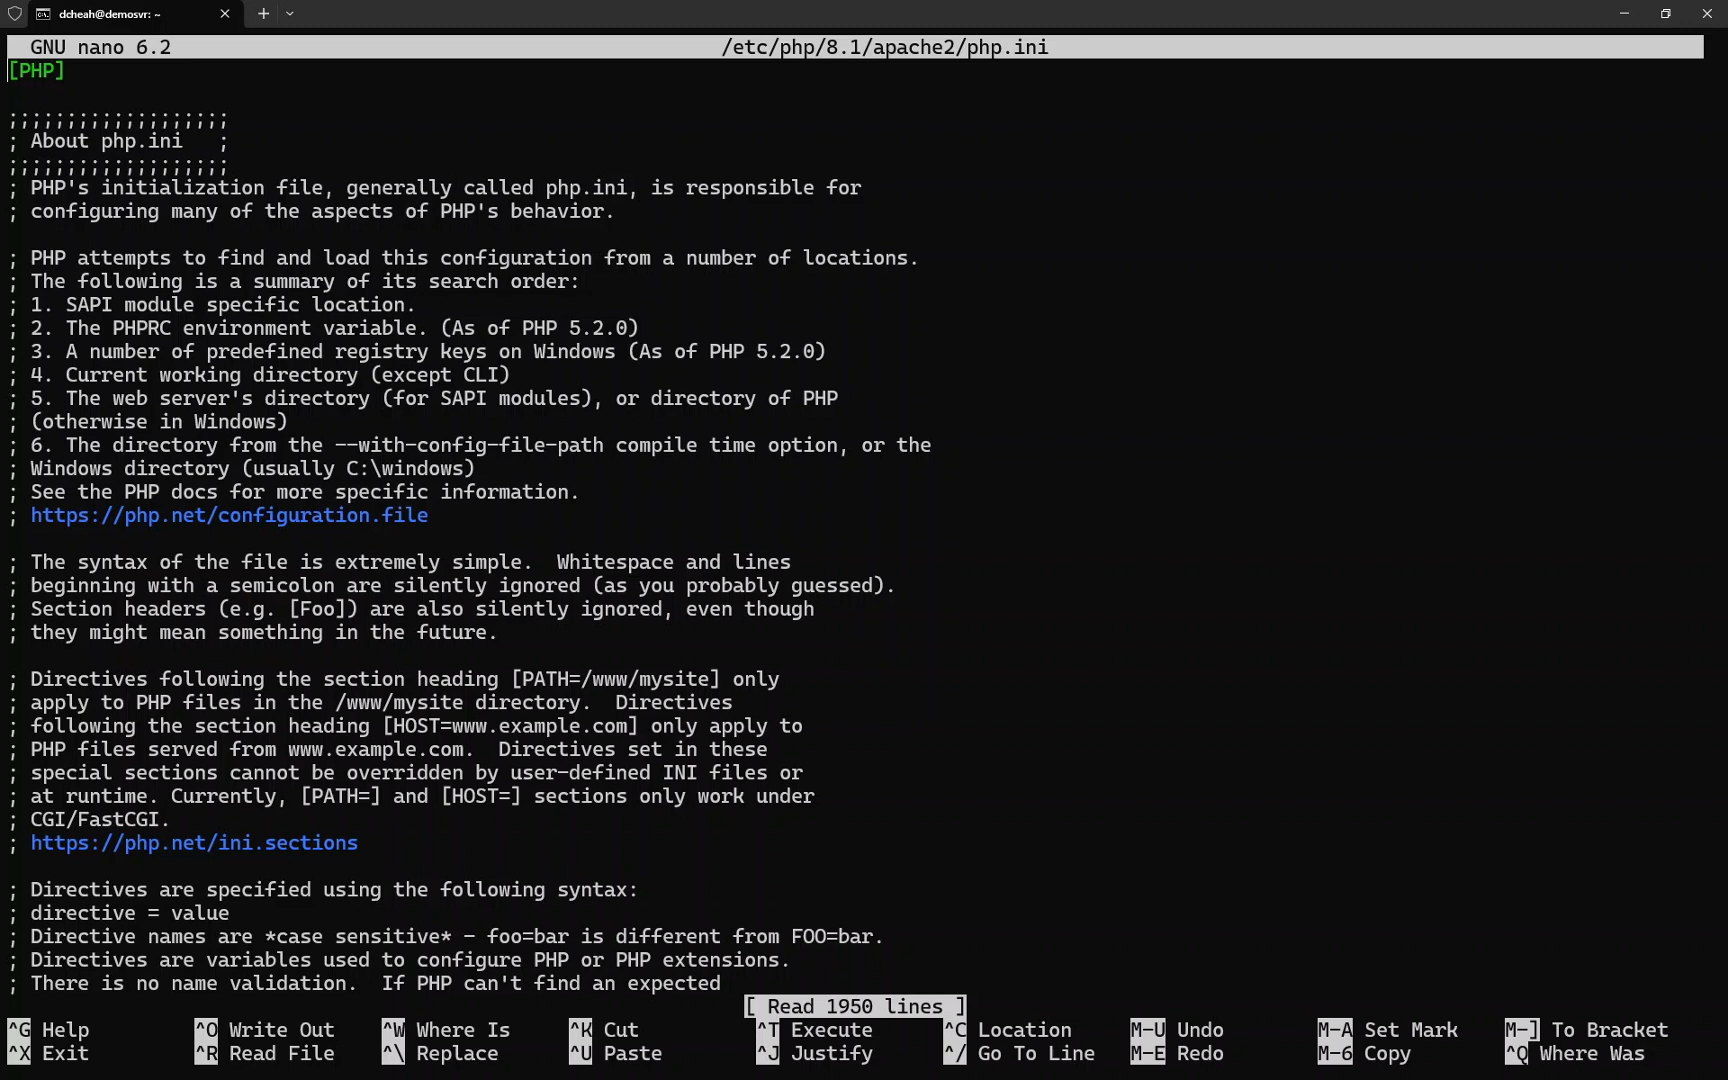 dcheah@demosvr: ~
GNU nano 6.2 /etc/php/8.1/apache2/php.ini
[PHP]
;;;;;;;;;;;;;;;;;;;
; About php.ini   ;
;;;;;;;;;;;;;;;;;;;
; PHP's initialization file, generally called php.ini, is responsible for
; configuring many of the aspects of PHP's behavior.
; PHP attempts to find and load this configuration from a number of locations.
; The following is a summary of its search order:
; 1. SAPI module specific location.
; 2. The PHPRC environment variable. (As of PHP 5.2.0)
; 3. A number of predefined registry keys on Windows (As of PHP 5.2.0)
; 4. Current working directory (except CLI)
; 5. The web server's directory (for SAPI modules), or directory of PHP
; (otherwise in Windows)
; 6. The directory from the --with-config-file-path compile time option, or the
; Windows directory (usually C:\windows)
; See the PHP docs for more specific information.
; https://php.net/configuration.file
; The syntax of the file is extremely simple.  Whitespace and lines
; beginning with a semicolon are silently ignored (as you probably guessed).
; Section headers (e.g. [Foo]) are also silently ignored, even though
; they might mean something in the future.
; Directives following the section heading [PATH=/www/mysite] only
; apply to PHP files in the /www/mysite directory.  Directives
; following the section heading [HOST=www.example.com] only apply to
; PHP files served from www.example.com.  Directives set in these
; special sections cannot be overridden by user-defined INI files or
; at runtime. Currently, [PATH=] and [HOST=] sections only work under
; CGI/FastCGI.
; https://php.net/ini.sections
; Directives are specified using the following syntax:
; directive = value
; Directive names are *case sensitive* - foo=bar is different from FOO=bar.
; Directives are variables used to configure PHP or PHP extensions.
; There is no name validation.  If PHP can't find an expected
[ Read 1950 lines ]
^G Help ^O Write Out ^W Where Is ^K Cut ^T Execute ^C Location M-U Undo M-A Set Mark M-] To Bracket
^X Exit ^R Read File ^\ Replace ^U Paste ^J Justify ^/ Go To Line M-E Redo M-6 Copy ^Q Where Was